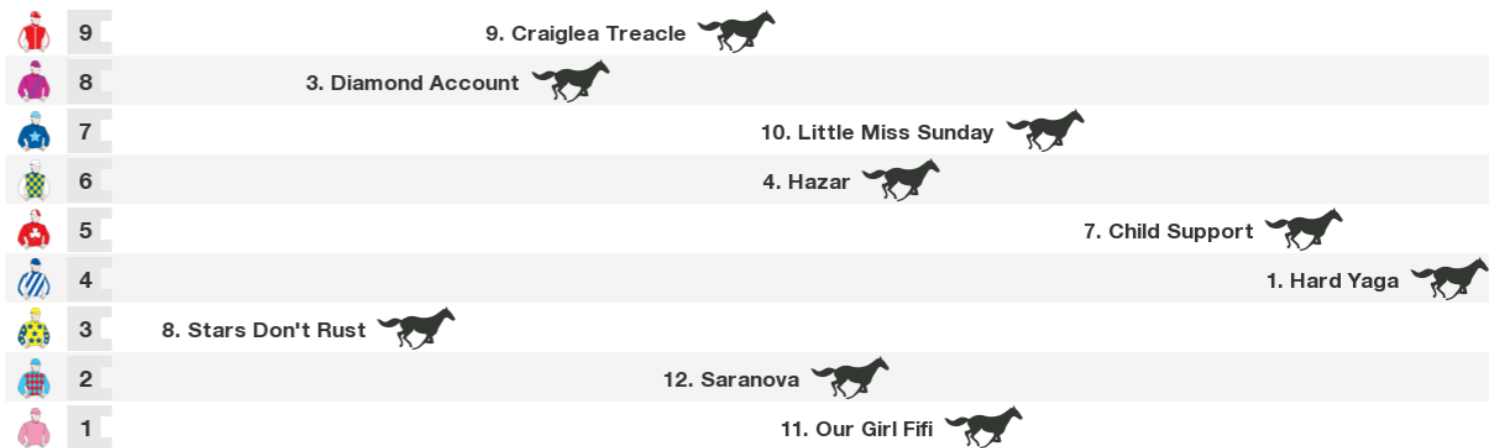 9 9. Craiglea Treacle
8 3. Diamond Account
7 10. Little Miss Sunday
6 4. Hazar
5 7. Child Support
4 1. Hard Yaga
3 8. Stars Don't Rust
2 12. Saranova
1 11. Our Girl Fifi